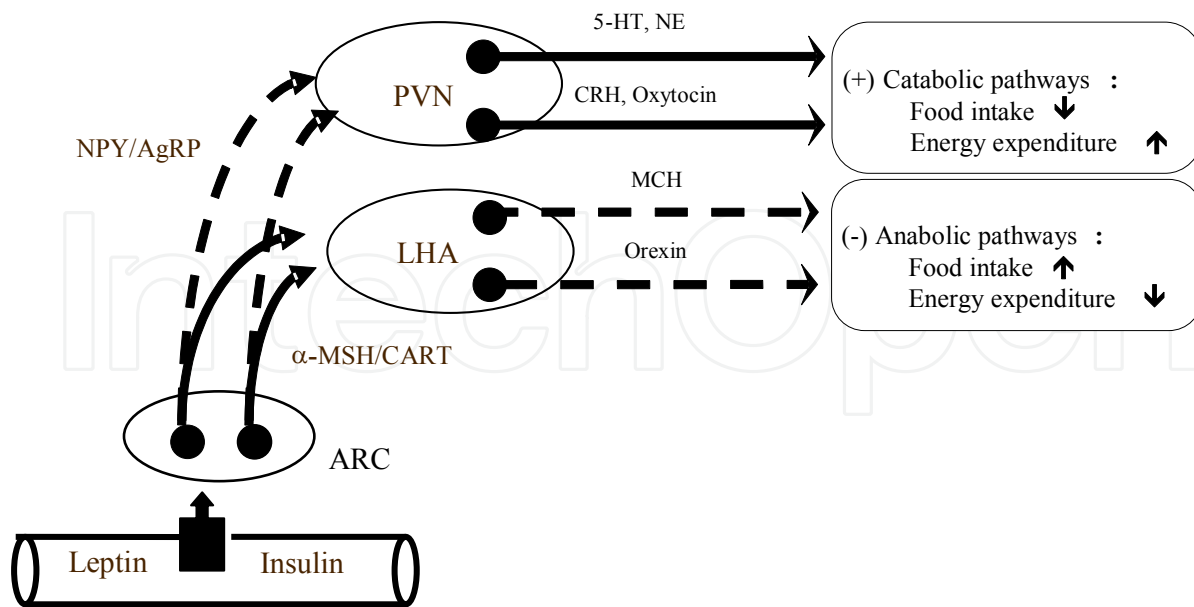 5-HT, NE
PVN
CRH, Oxytocin
(+) Catabolic pathways :
Food intake ↓
Energy expenditure ↑
NPY/AgRP
MCH
LHA
Orexin
(-) Anabolic pathways :
Food intake ↑
Energy expenditure ↓
IntechOpen
α-MSH/CART
ARC
Leptin Insulin